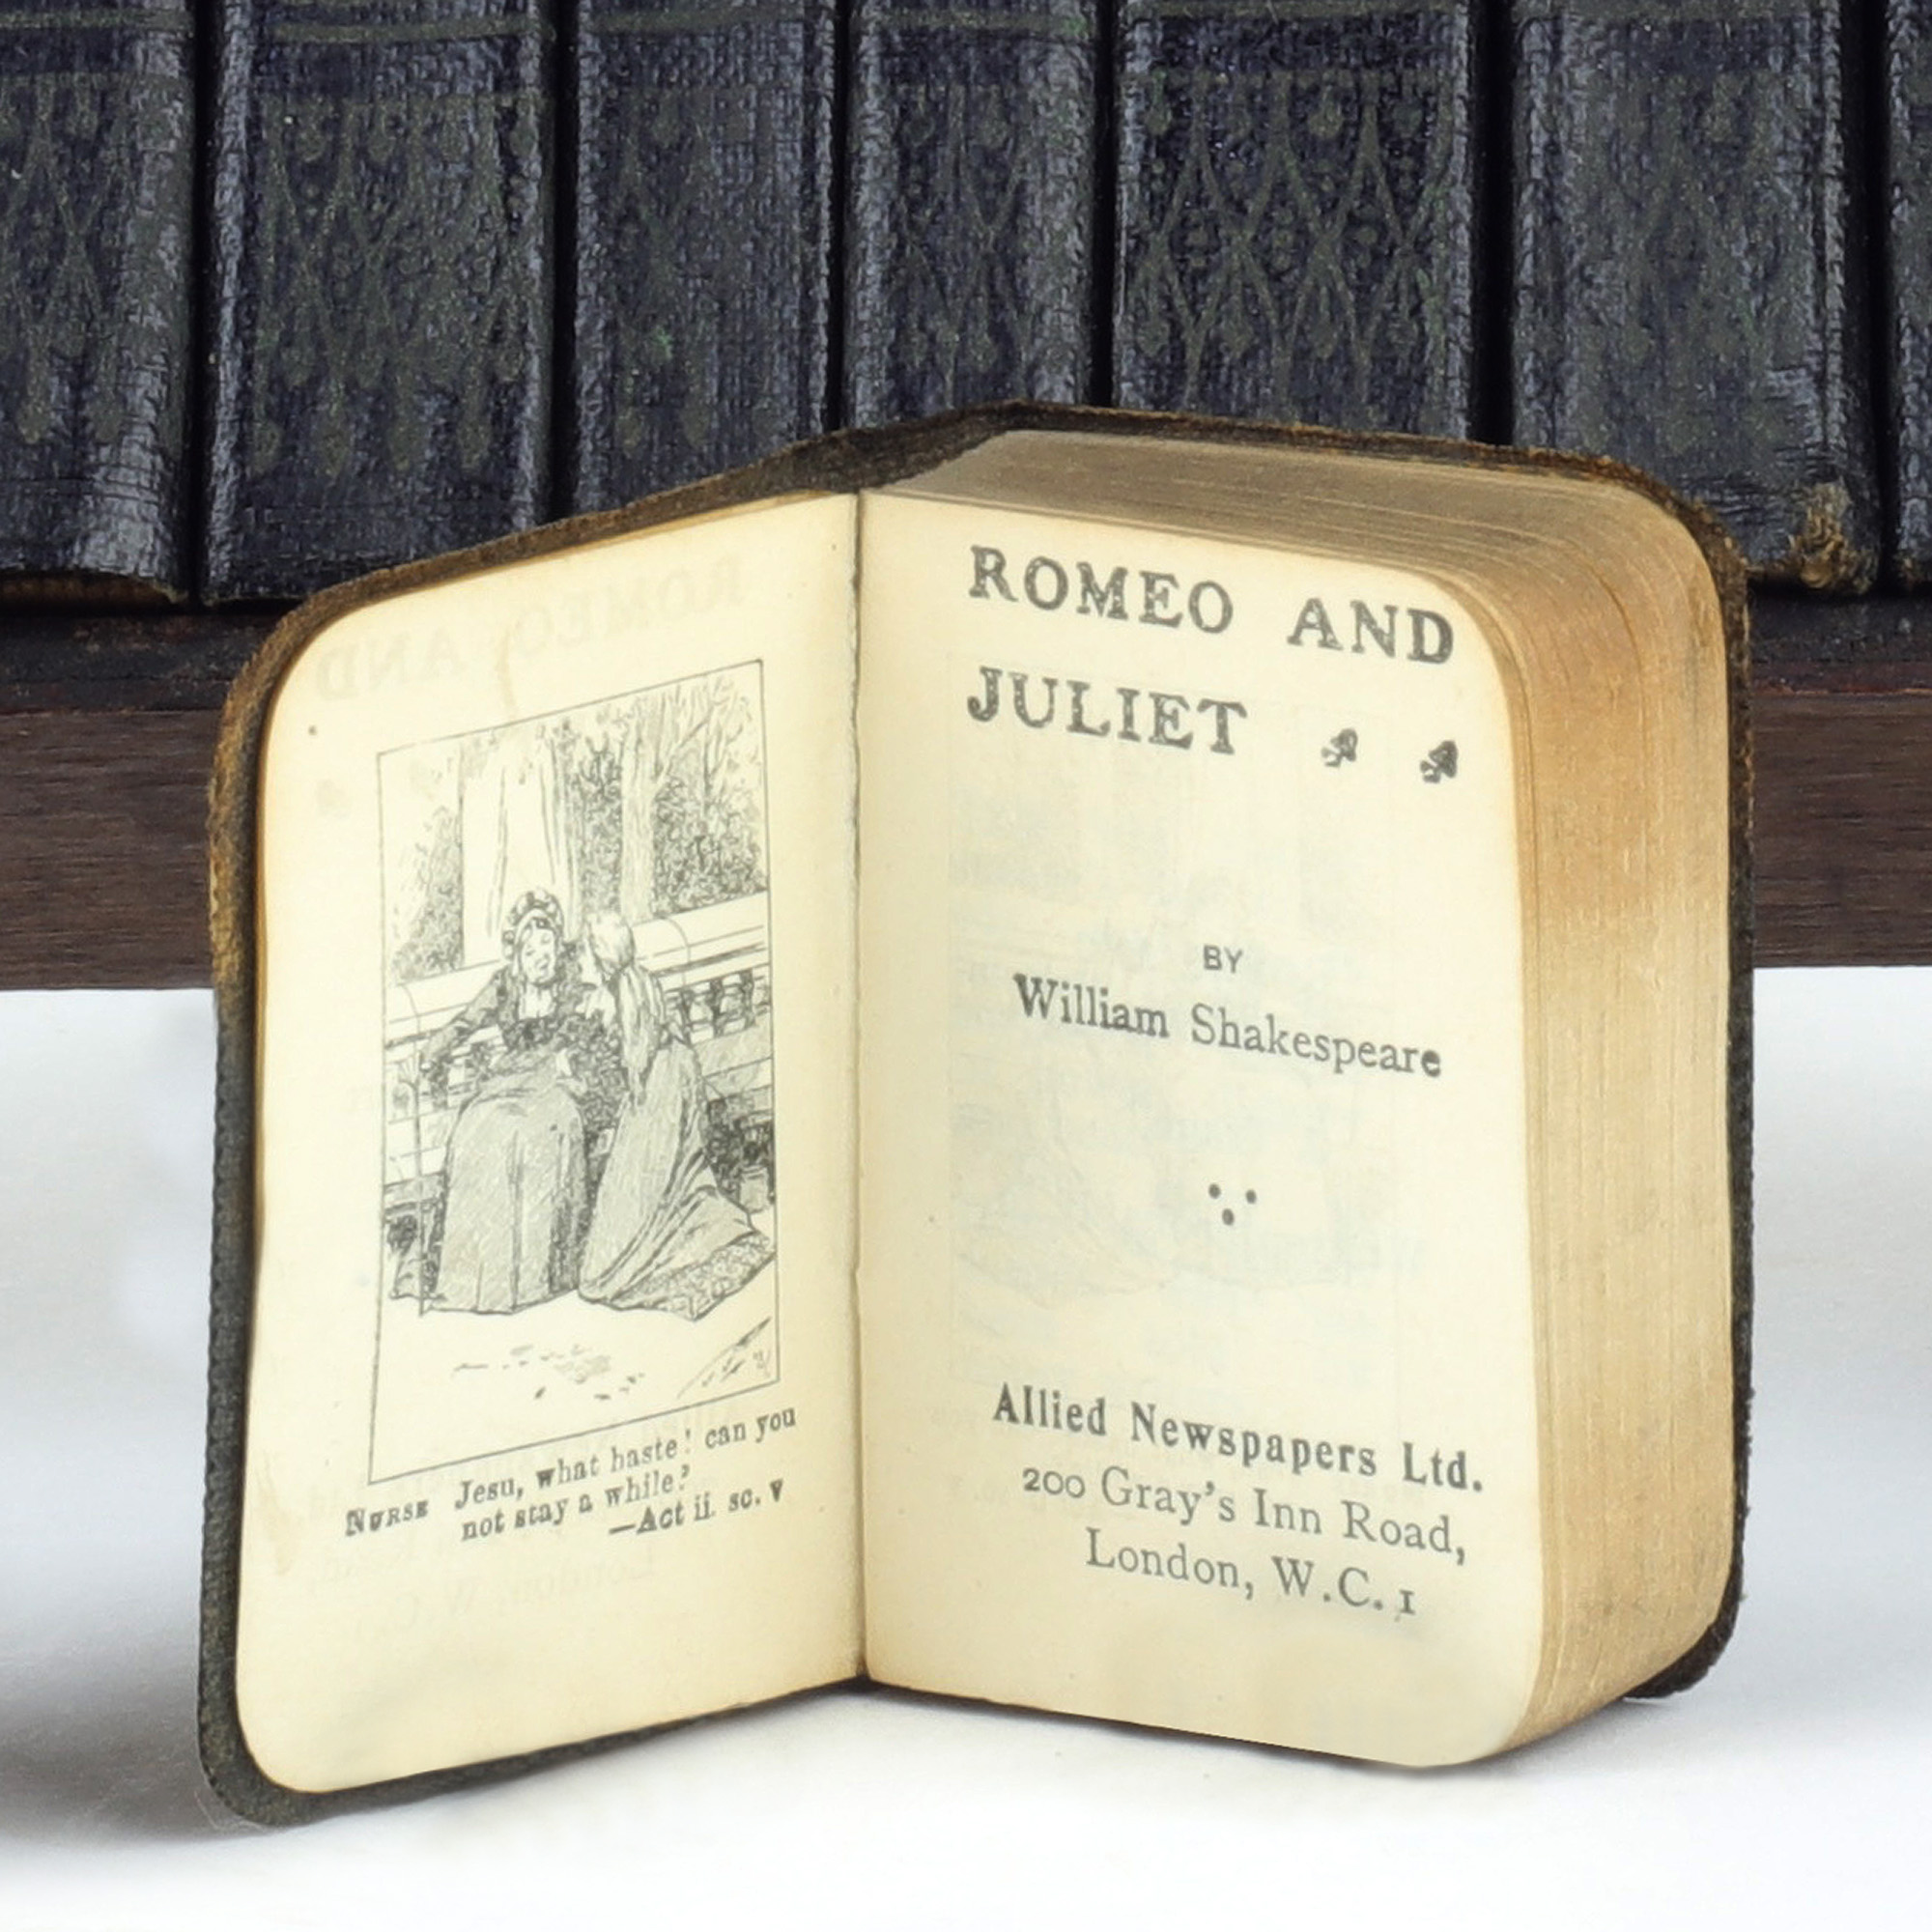 Nurse Jesu, what haste! can you
not stay a while?
—Act ii. sc. v
ROMEO AND
JULIET
BY
William Shakespeare
Allied Newspapers Ltd.
200 Gray's Inn Road,
London, W.C.1